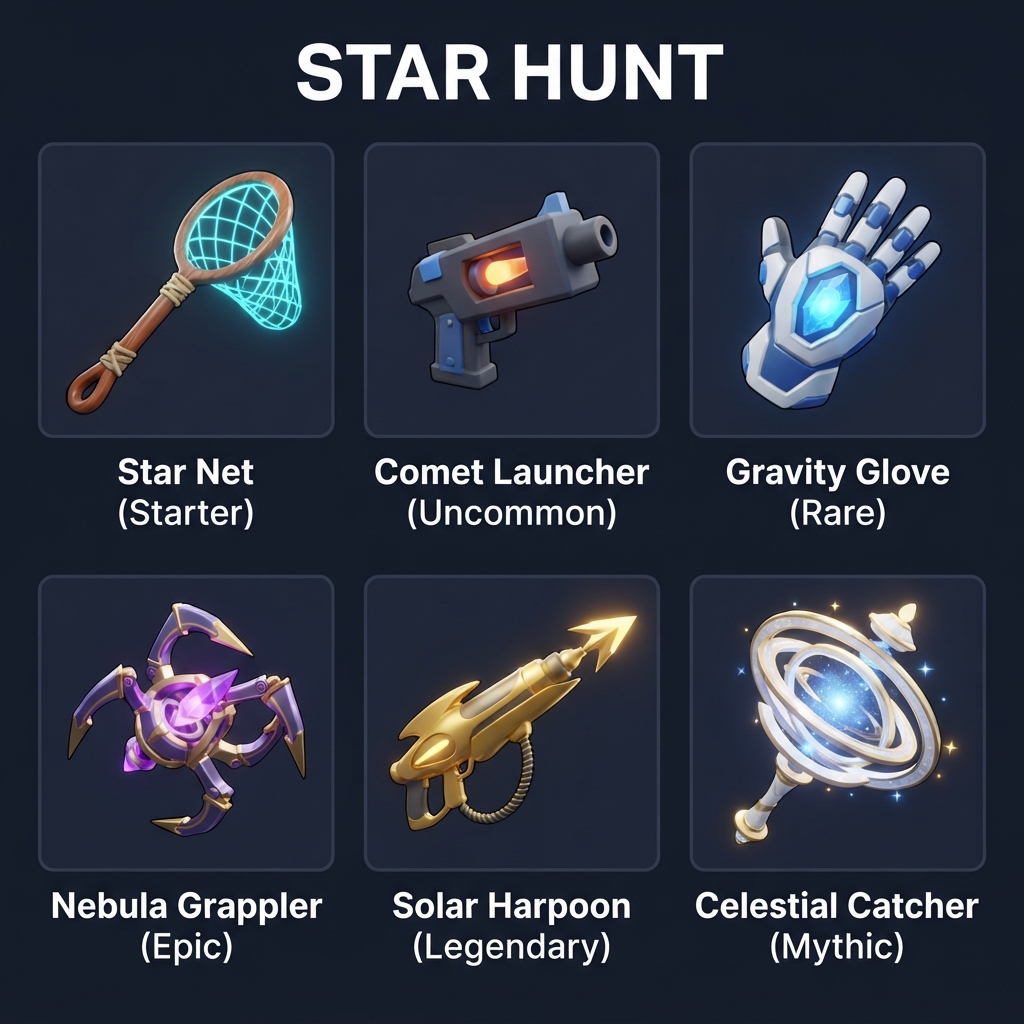 STAR HUNT
Star Net
(Starter)
Comet Launcher
(Uncommon)
Gravity Glove
(Rare)
Nebula Grappler
(Epic)
Solar Harpoon
(Legendary)
Celestial Catcher
(Mythic)